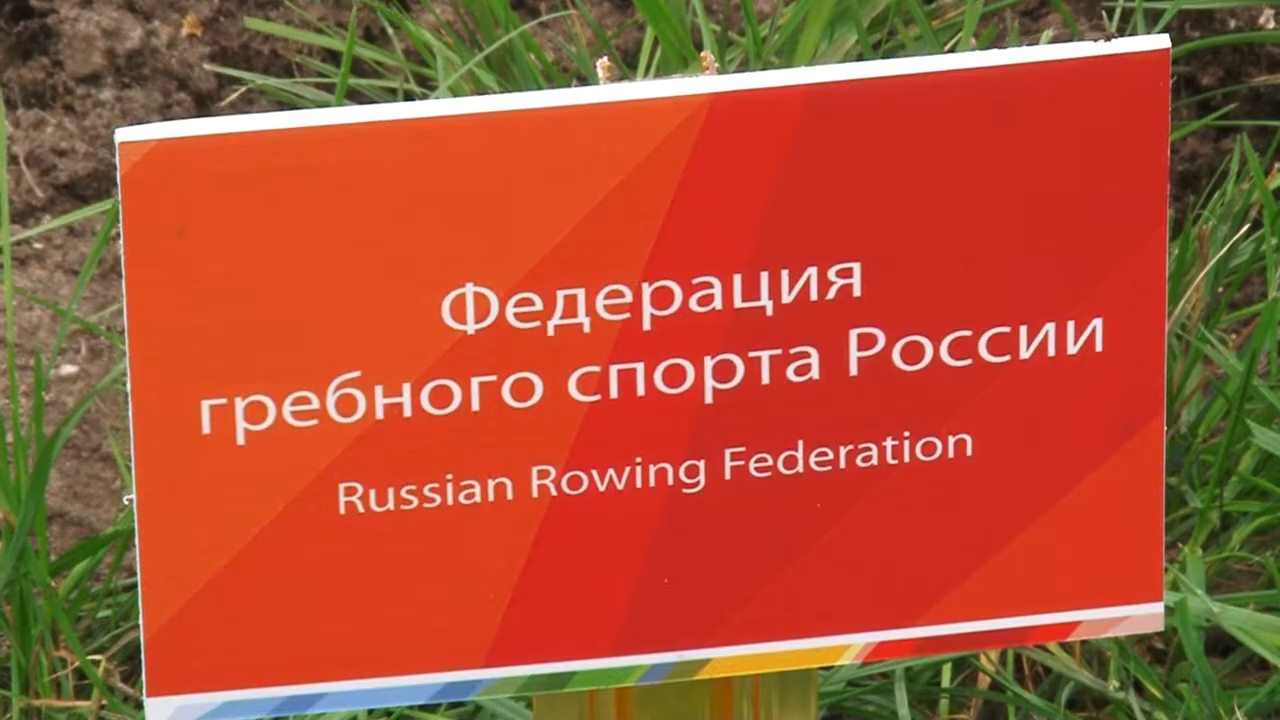 Федерация
гребного спорта России
Russian Rowing Federation